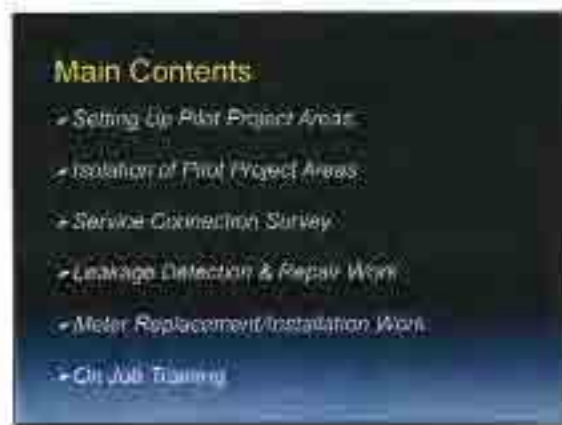 Main Contents
➢Setting Up Pilot Project Areas
➢Isolation of Pilot Project Areas
➢Service Connection Survey
➢Leakage Detection & Repair Work
➢Meter Replacement/Installation Work
➢On Job Training